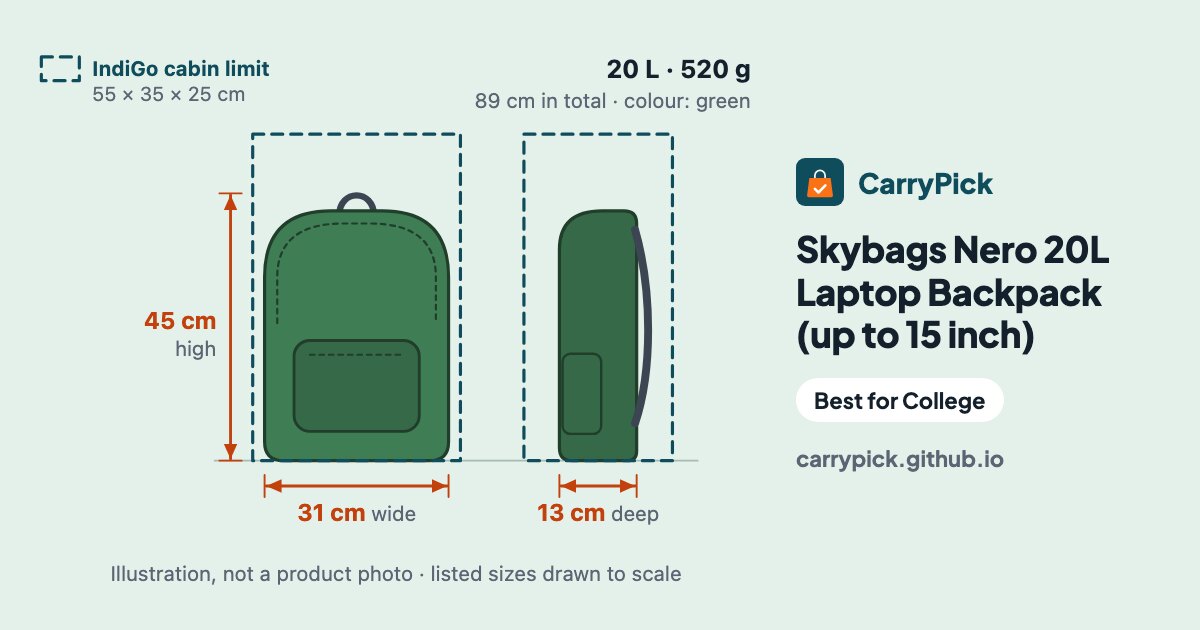 IndiGo cabin limit
55 × 35 × 25 cm
20 L · 520 g
89 cm in total · colour: green
45 cm
high
31 cm wide
13 cm deep
Illustration, not a product photo · listed sizes drawn to scale
CarryPick
Skybags Nero 20L
Laptop Backpack
(up to 15 inch)
Best for College
carrypick.github.io